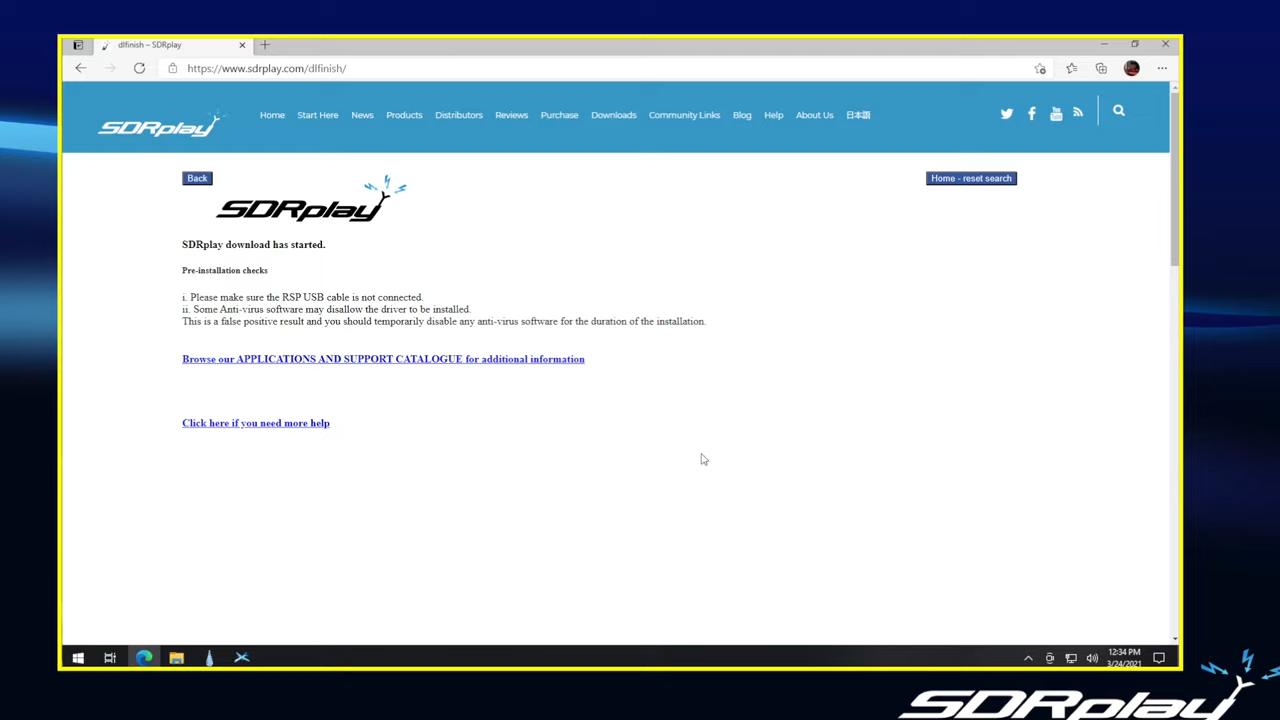 dlfinish – SDRplay
https://www.sdrplay.com/dlfinish/
SDRplay
Home Start Here News Products Distributors Reviews Purchase Downloads Community Links Blog Help About Us 日本語
You Tube
Back
Home - reset search
SDRplay
SDRplay download has started.
Pre-installation checks
i. Please make sure the RSP USB cable is not connected.
ii. Some Anti-virus software may disallow the driver to be installed.
This is a false positive result and you should temporarily disable any anti-virus software for the duration of the installation.
Browse our APPLICATIONS AND SUPPORT CATALOGUE for additional information
Click here if you need more help
12:34 PM
3/24/2021
SDRplay